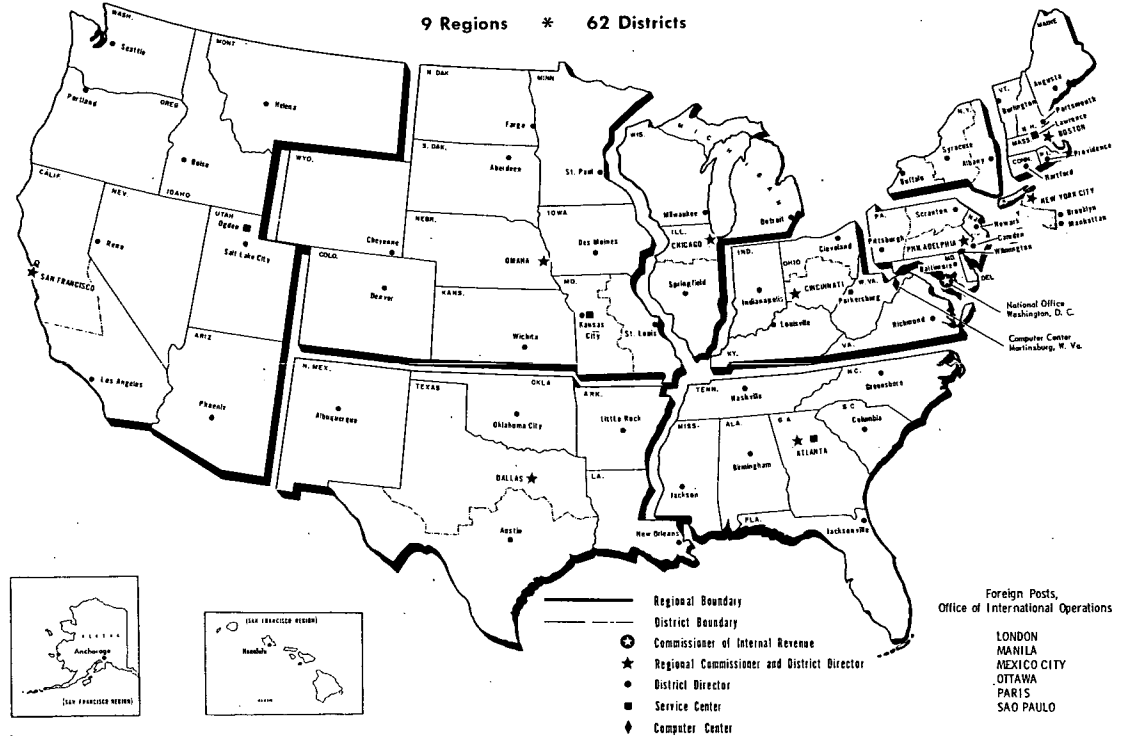 9 Regions * 62 Districts
WASH.
Seattle
Portland
OREG
MONT
Helena
Boise
IDAHO
WYO.
Cheyenne
N DAK
Fargo
S. DAK.
Aberdeen
MINN
St. Paul
NEBR.
OMAHA
IOWA
Des Moines
WIS.
Milwaukee
MICHIGAN
Detroit
ILL.
CHICAGO
Springfield
IND.
Indianapolis
OHIO
Cleveland
CINCINNATI
W. VA.
Parkersburg
Louisville
KY.
VA.
Richmond
PA.
Pittsburgh
Scranton
PHILADELPHIA
N.J.
Newark
Camden
Wilmington
MD.
Baltimore
DEL
N.Y.
Syracuse
Albany
Buffalo
NEW YORK CITY
Brooklyn
Manhattan
MAINE
Augusta
VT.
Burlington
N.H.
Portsmouth
Lawrence
MASS
BOSTON
R.I.
Providence
CONN.
Hartford
National Office
Washington, D. C.
Computer Center
Martinsburg, W. Va.
CALIF.
SAN FRANCISCO
Los Angeles
NEV.
Reno
UTAH
Ogden
Salt Lake City
ARIZ
Phoenix
COLO.
Denver
KANS.
Wichita
MO.
Kansas
City
St. Louis
N. MEX.
Albuquerque
TEXAS
DALLAS
Austin
OKLA
Oklahoma City
ARK.
Little Rock
LA.
New Orleans
TENN.
Nashville
N.C.
Greensboro
S C
Columbia
MISS.
Jackson
ALA.
Birmingham
G A
ATLANTA
FLA.
Jacksonville
ALASKA
Anchorage
(SAN FRANCISCO REGION)
(SAN FRANCISCO REGION)
Honolulu
HAWAII
Regional Boundary
District Boundary
Commissioner of Internal Revenue
Regional Commissioner and District Director
District Director
Service Center
Computer Center
Foreign Posts,
Office of International Operations
LONDON
MANILA
MEXICO CITY
OTTAWA
PARIS
SAO PAULO